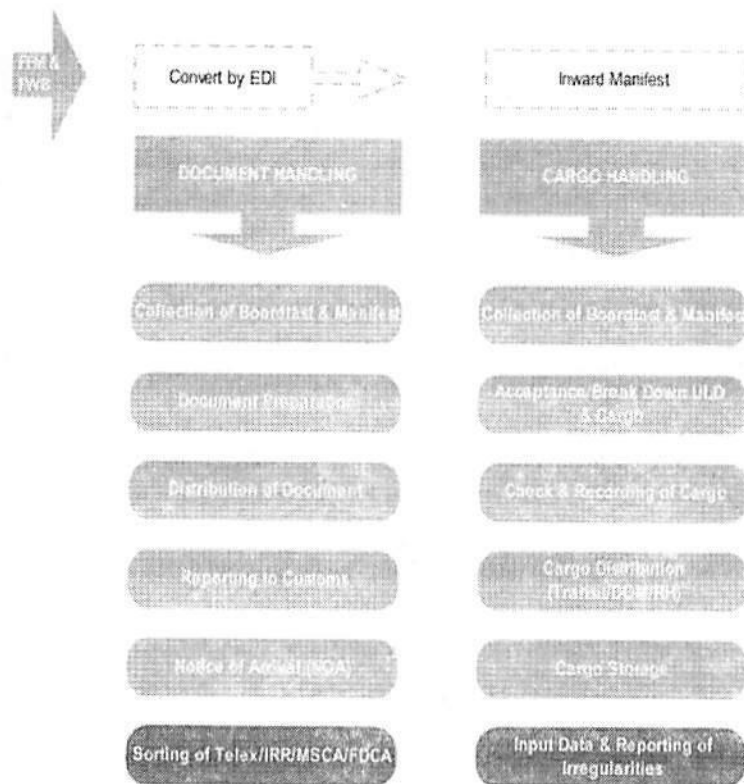 FFM &
FWB
Convert by EDI
Inward Manifest
DOCUMENT HANDLING
CARGO HANDLING
Collection of Boardfast & Manifest
Collection of Boardfast & Manifest
Document Preparation
Acceptance/Break Down ULD
& Cargo
Distribution of Document
Check & Recording of Cargo
Reporting to Customs
Cargo Distribution
(Transit/DOM/RH)
Notice of Arrival (NOA)
Cargo Storage
Sorting of Telex/IRR/MSCA/FDCA
Input Data & Reporting of
Irregularities